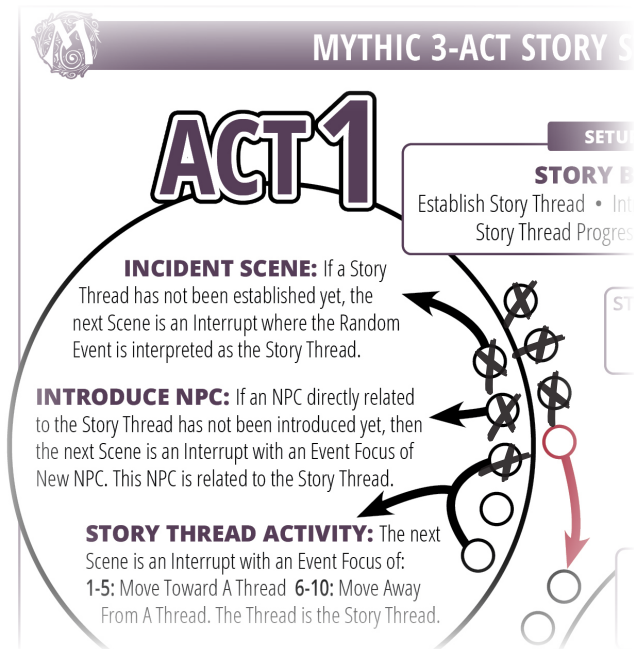 M
MYTHIC 3-ACT STORY S
ACT 1
SETU
STORY B
Establish Story Thread • Int
Story Thread Progres
ST
INCIDENT SCENE: If a Story
Thread has not been established yet, the
next Scene is an Interrupt where the Random
Event is interpreted as the Story Thread.
INTRODUCE NPC: If an NPC directly related
to the Story Thread has not been introduced yet, then
the next Scene is an Interrupt with an Event Focus of
New NPC. This NPC is related to the Story Thread.
STORY THREAD ACTIVITY: The next
Scene is an Interrupt with an Event Focus of:
1-5: Move Toward A Thread 6-10: Move Away
From A Thread. The Thread is the Story Thread.